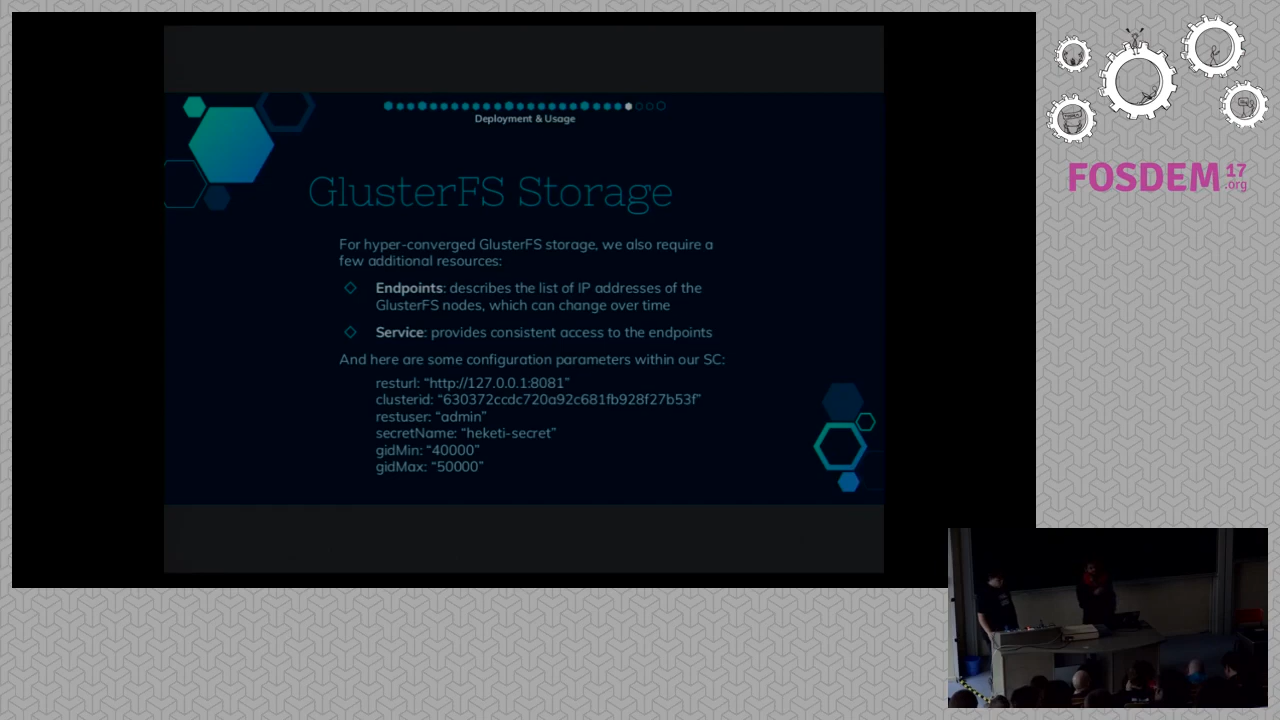 Deployment & Usage
GlusterFS Storage
For hyper-converged GlusterFS storage, we also require a
few additional resources:
Endpoints: describes the list of IP addresses of the
GlusterFS nodes, which can change over time
Service: provides consistent access to the endpoints
And here are some configuration parameters within our SC:
resturl: “http://127.0.0.1:8081”
clusterid: “630372ccdc720a92c681fb928f27b53f”
restuser: “admin”
secretName: “heketi-secret”
gidMin: “40000”
gidMax: “50000”
FOSDEM 17
.org